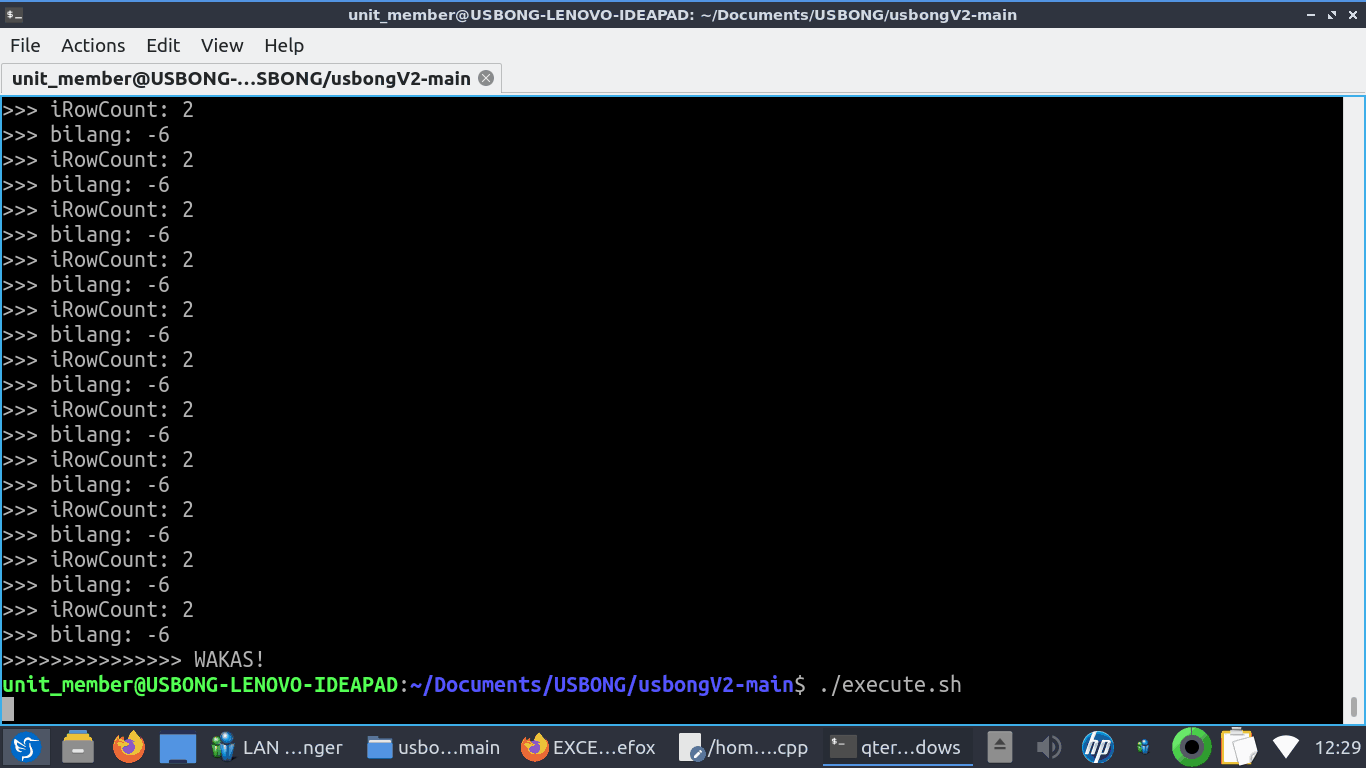 unit_member@USBONG-LENOVO-IDEAPAD: ~/Documents/USBONG/usbongV2-main
File Actions Edit View Help
unit_member@USBONG-...SBONG/usbongV2-main
>>> iRowCount: 2
>>> bilang: -6
>>> iRowCount: 2
>>> bilang: -6
>>> iRowCount: 2
>>> bilang: -6
>>> iRowCount: 2
>>> bilang: -6
>>> iRowCount: 2
>>> bilang: -6
>>> iRowCount: 2
>>> bilang: -6
>>> iRowCount: 2
>>> bilang: -6
>>> iRowCount: 2
>>> bilang: -6
>>> iRowCount: 2
>>> bilang: -6
>>> iRowCount: 2
>>> bilang: -6
>>> iRowCount: 2
>>> bilang: -6
>>>>>>>>>>>>>>> WAKAS!
unit_member@USBONG-LENOVO-IDEAPAD:~/Documents/USBONG/usbongV2-main$ ./execute.sh
LAN ...nger usbo...main EXCE...efox /hom....cpp qter...dows hp 12:29